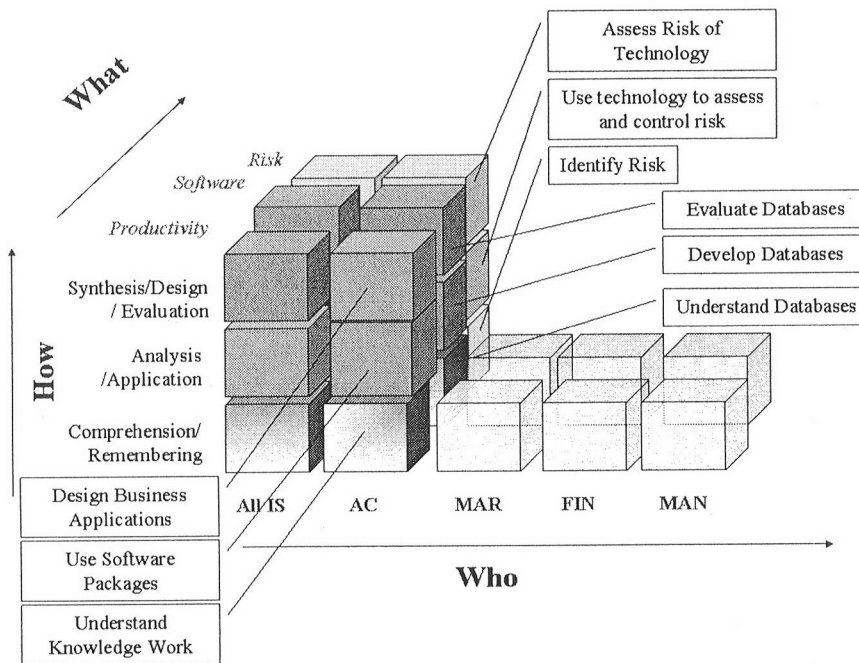 Assess Risk of
Technology
What
Use technology to assess
and control risk
Risk
Identify Risk
Software
Evaluate Databases
Productivity
Develop Databases
Synthesis/Design
/ Evaluation
Understand Databases
Analysis
/Application
How
Comprehension/
Remembering
Design Business
Applications
All IS
AC
MAR
FIN
MAN
Use Software
Packages
Who
Understand
Knowledge Work